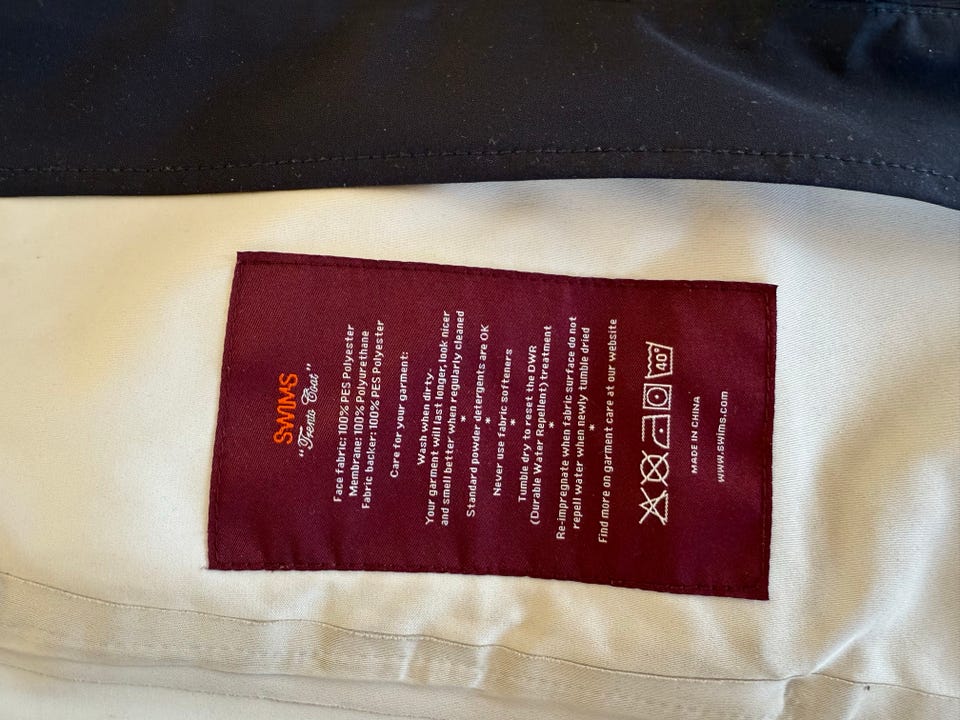 SWIMS
"Trento Coat"
Face fabric: 100% PES Polyester
Membrane: 100% Polyurethane
Fabric backer: 100% PES Polyester
Care for your garment:
Wash when dirty-
Your garment will last longer, look nicer
and smell better when regularly cleaned
*
Standard powder detergents are OK
*
Never use fabric softeners
*
Tumble dry to reset the DWR
(Durable Water Repellent) treatment
*
Re-impregnate when fabric surface do not
repell water when newly tumble dried
*
Find more on garment care at our website
40°
MADE IN CHINA
www.swims.com